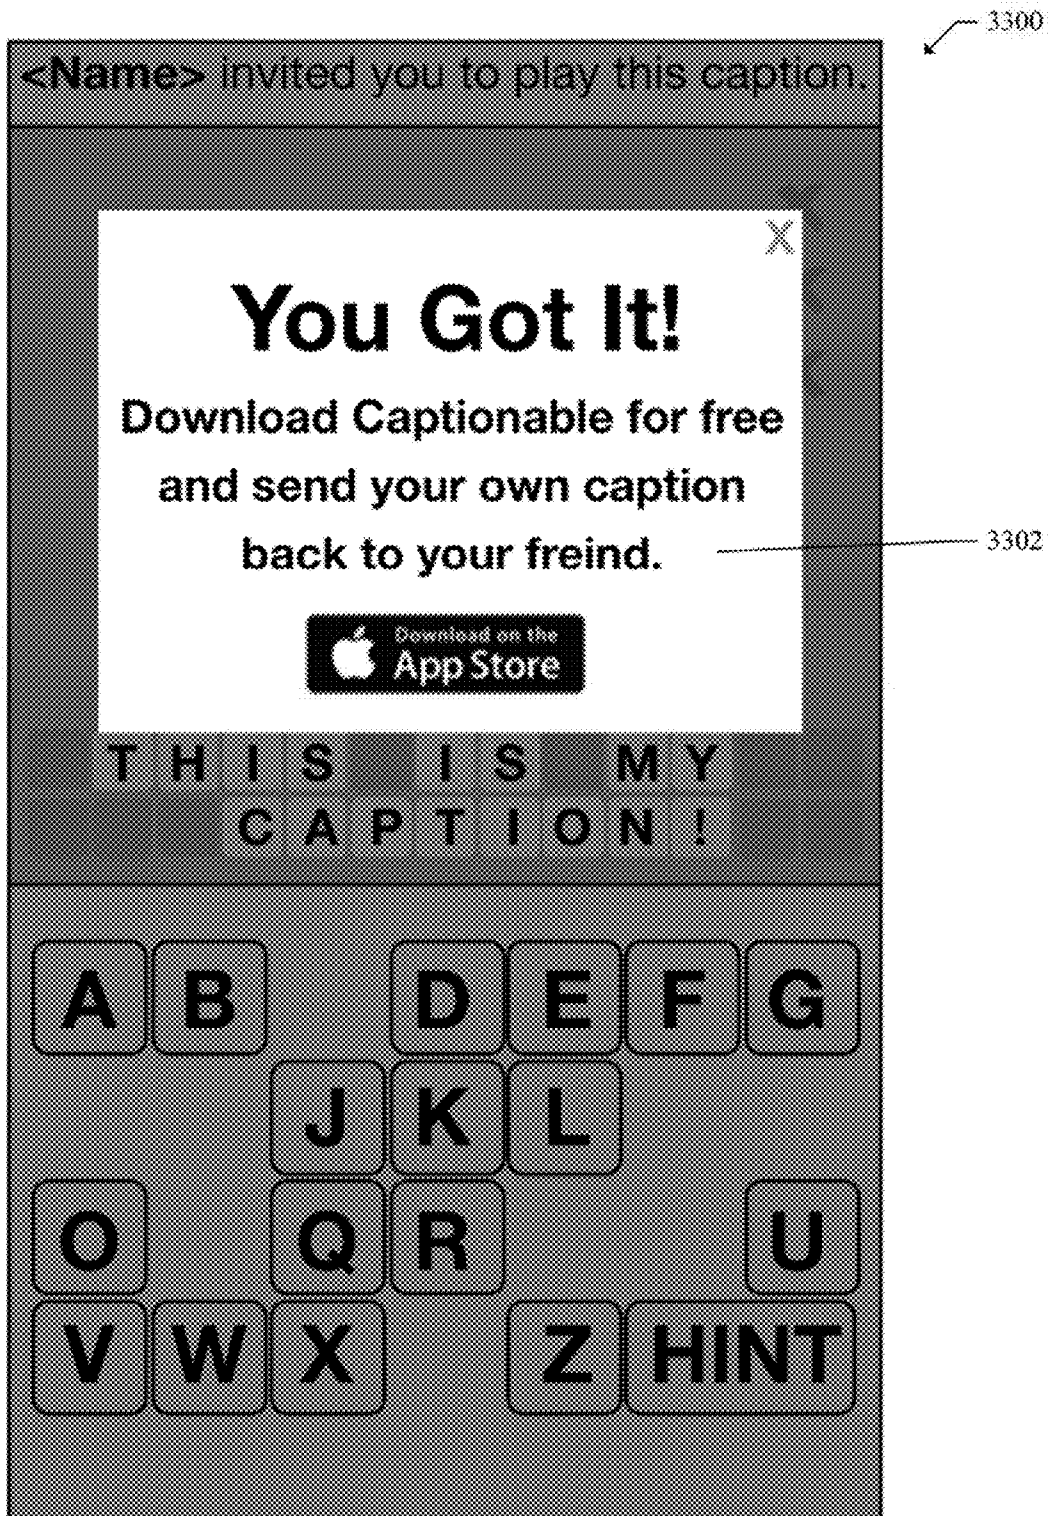 3300
<Name> invited you to play this caption.
X
You Got It!
Download Captionable for free
and send your own caption
back to your freind.
3302
Download on the
App Store
THIS IS MY
CAPTION!
A B D E F G
J K L
O Q R U
V W X Z HINT